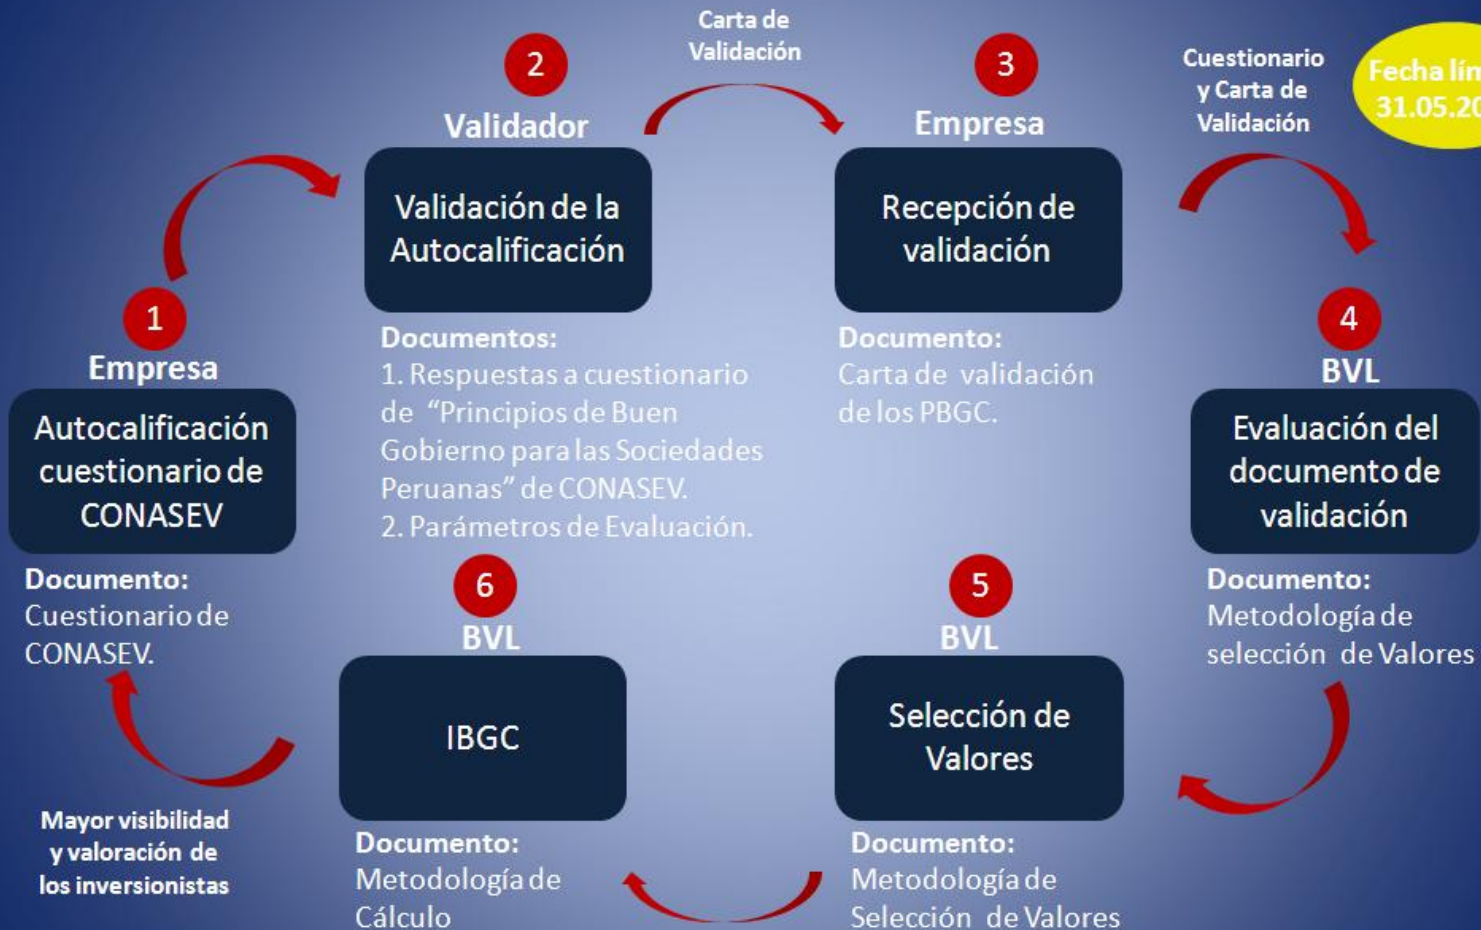 1
Empresa
Autocalificación
cuestionario de
CONASEV
Documento:
Cuestionario de
CONASEV.
2
Validador
Validación de la
Autocalificación
Documentos:
1. Respuestas a cuestionario
de “Principios de Buen
Gobierno para las Sociedades
Peruanas” de CONASEV.
2. Parámetros de Evaluación.
Carta de
Validación
3
Empresa
Recepción de
validación
Documento:
Carta de validación
de los PBGC.
Cuestionario
y Carta de
Validación
Fecha
4
BVL
Evaluación del
documento de
validación
Documento:
Metodología de
selección de Valores
5
BVL
Selección de
Valores
Documento:
Metodología de
Selección de Valores
6
BVL
IBGC
Documento:
Metodología de
Cálculo
Mayor visibilidad
y valoración de
los inversionistas